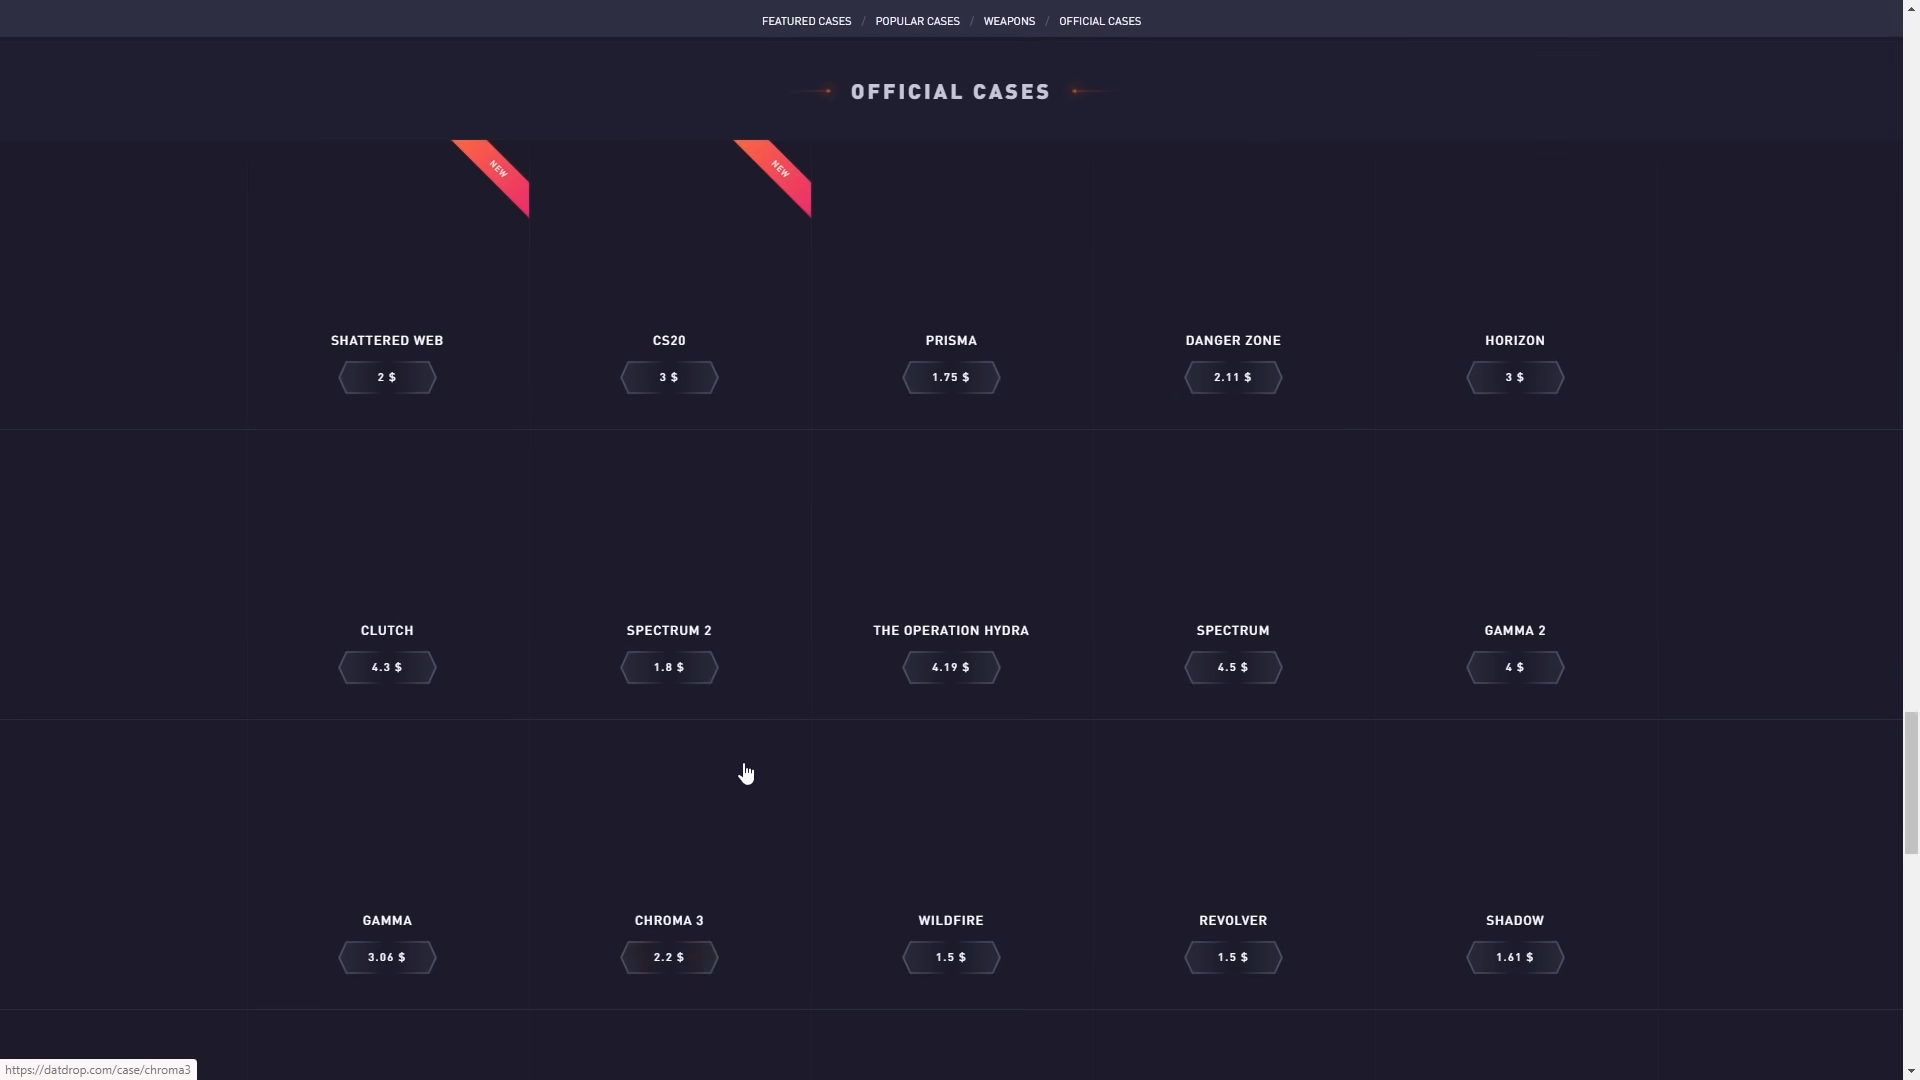 FEATURED CASES / POPULAR CASES / WEAPONS / OFFICIAL CASES
OFFICIAL CASES
NEW
NEW
SHATTERED WEB
2 $
CS20
3 $
PRISMA
1.75 $
DANGER ZONE
2.11 $
HORIZON
3 $
CLUTCH
4.3 $
SPECTRUM 2
1.8 $
THE OPERATION HYDRA
4.19 $
SPECTRUM
4.5 $
GAMMA 2
4 $
GAMMA
3.06 $
CHROMA 3
2.2 $
WILDFIRE
1.5 $
REVOLVER
1.5 $
SHADOW
1.61 $
https://datdrop.com/case/chroma3